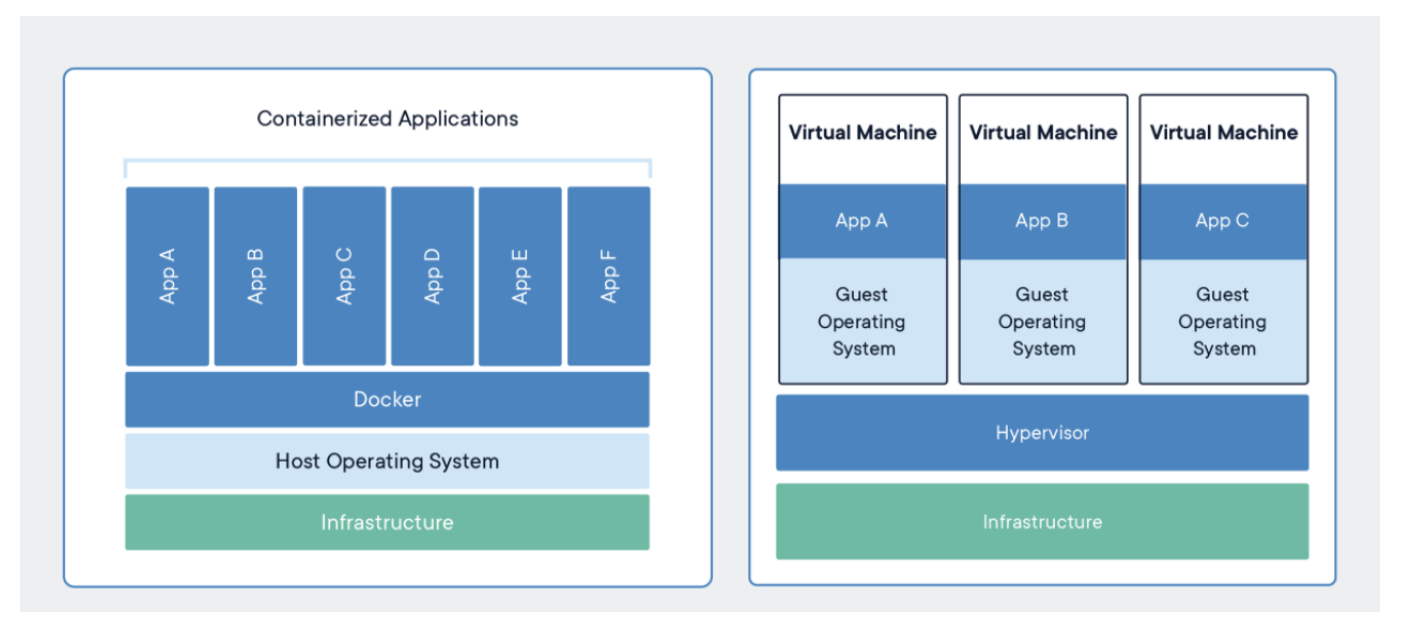 Containerized Applications
App A
App B
App C
App D
App E
App F
Docker
Host Operating System
Infrastructure
Virtual Machine
App A
Guest
Operating
System
Virtual Machine
App B
Guest
Operating
System
Virtual Machine
App C
Guest
Operating
System
Hypervisor
Infrastructure